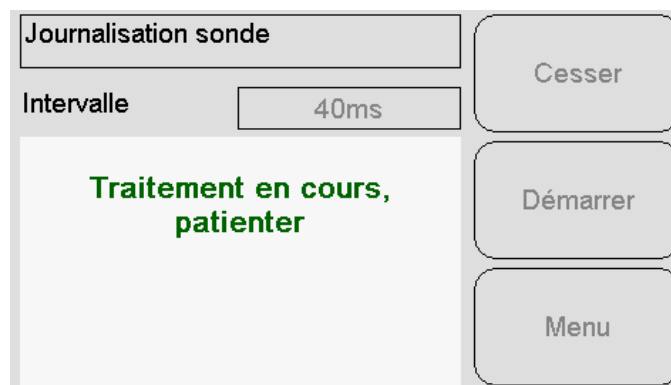 Journalisation sonde
Cesser
Intervalle
40ms
Traitement en cours,
patienter
Démarrer
Menu